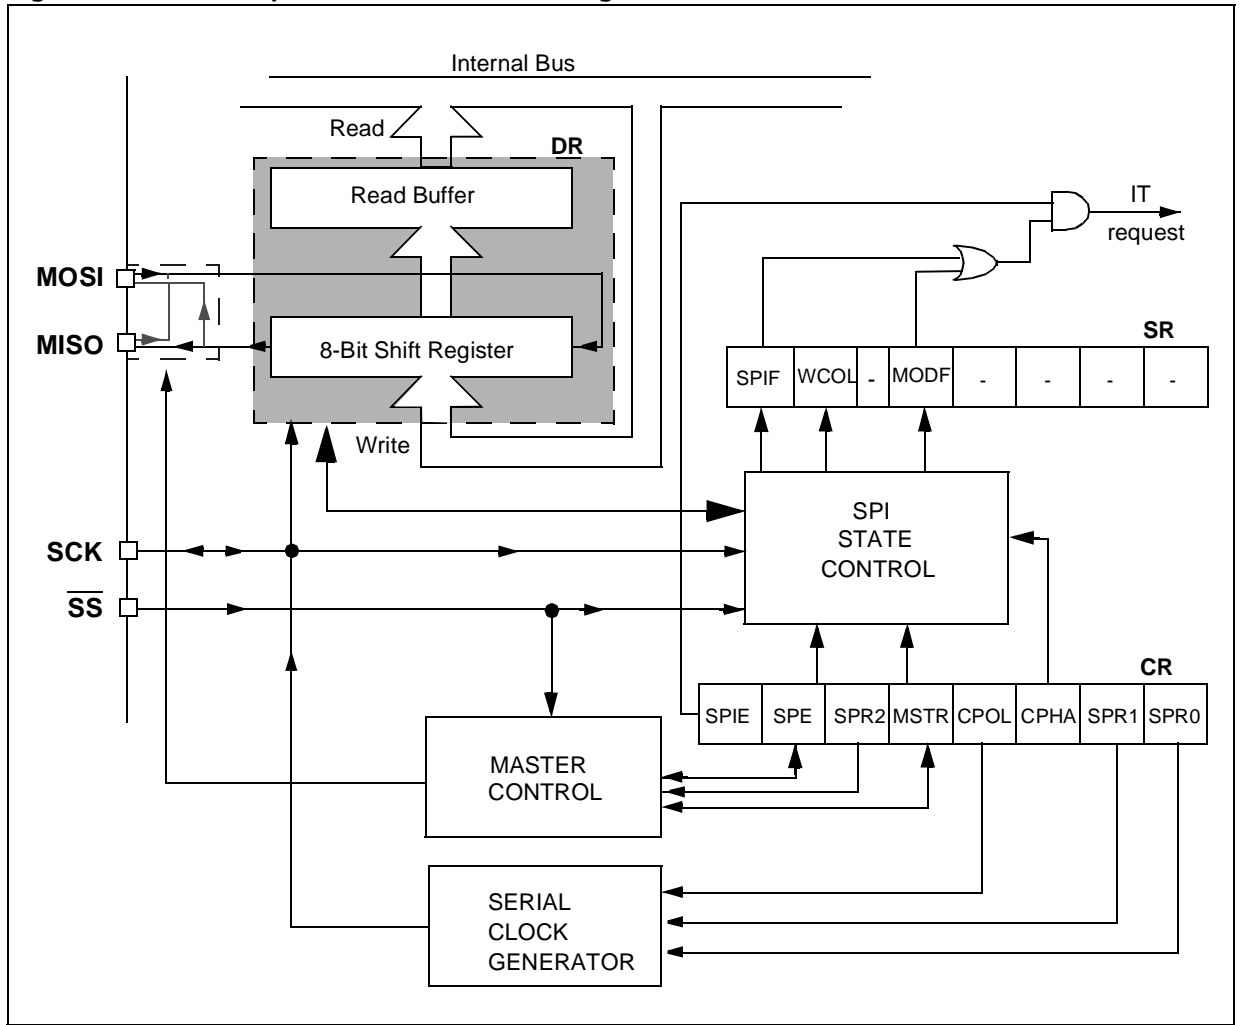 Internal Bus
Read
DR
Read Buffer
IT
request
MOSI
MISO
8-Bit Shift Register
SR
SPIF WCOL - MODF - - - -
Write
SPI
STATE
CONTROL
SCK
SS
CR
SPIE SPE SPR2 MSTR CPOL CPHA SPR1 SPR0
MASTER
CONTROL
SERIAL
CLOCK
GENERATOR